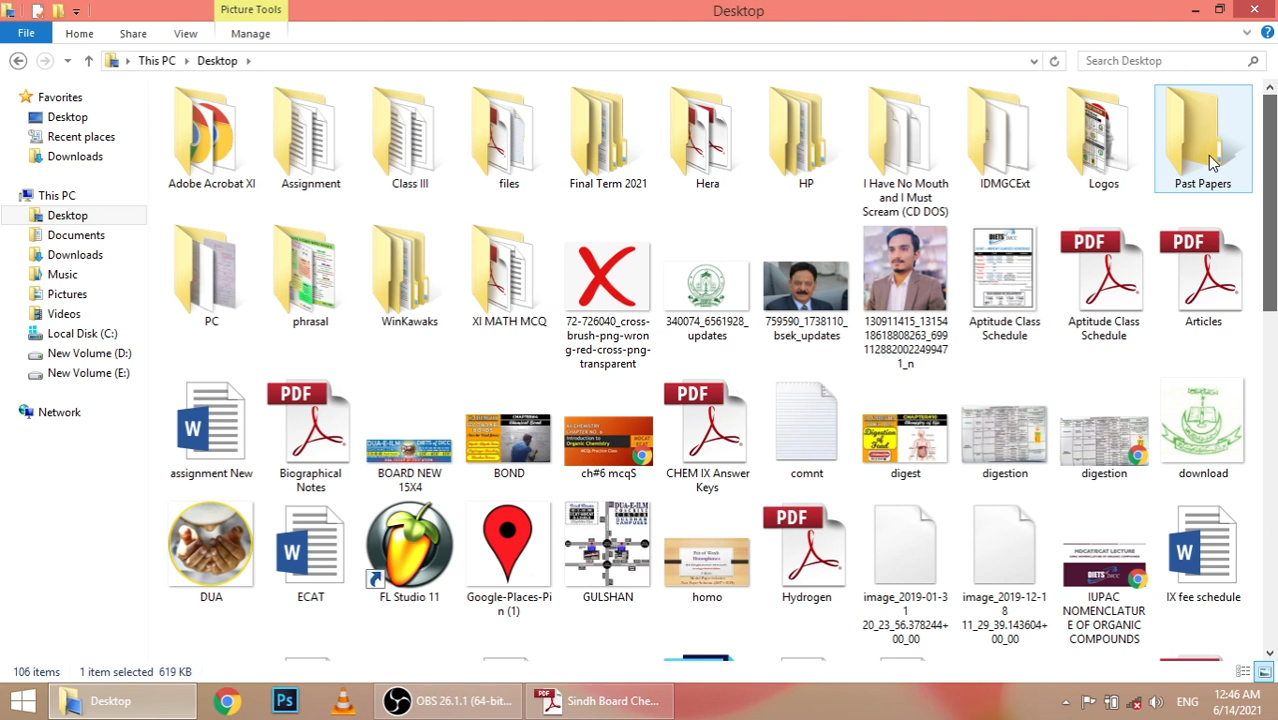 Picture Tools
Desktop
File
Home
Share
View
Manage
This PC
Desktop
Search Desktop
Favorites
Desktop
Recent places
Downloads
This PC
Desktop
Documents
Downloads
Music
Pictures
Videos
Local Disk (C:)
New Volume (D:)
New Volume (E:)
Network
Adobe Acrobat XI
Assignment
Class III
files
Final Term 2021
Hera
HP
I Have No Mouth
and I Must
Scream (CD DOS)
IDMGCExt
Logos
Past Papers
PC
phrasal
WinKawaks
XI MATH MCQ
72-726040_cross-
brush-png-wron
g-red-cross-png-
transparent
340074_6561928_
updates
759590_1738110_
bsek_updates
130911415_13154
18618808263_699
112882002249947
1_n
Aptitude Class
Schedule
PDF
Aptitude Class
Schedule
PDF
Articles
W
assignment New
PDF
Biographical
Notes
BOARD NEW
15X4
BOND
ch#6 mcqS
PDF
CHEM IX Answer
Keys
comnt
digest
digestion
digestion
download
DUA
W
ECAT
FL Studio 11
Google-Places-Pi
n (1)
GULSHAN
homo
PDF
Hydrogen
image_2019-01-3
1
20_23_56.378244+
00_00
image_2019-12-1
8
11_29_39.143604+
00_00
IUPAC
NOMENCLATUR
E OF ORGANIC
COMPOUNDS
W
IX fee schedule
106 items
1 item selected 619 KB
Desktop
Ps
OBS 26.1.1 (64-bit...
PDF
Sindh Board Che...
ENG
12:46 AM
6/14/2021